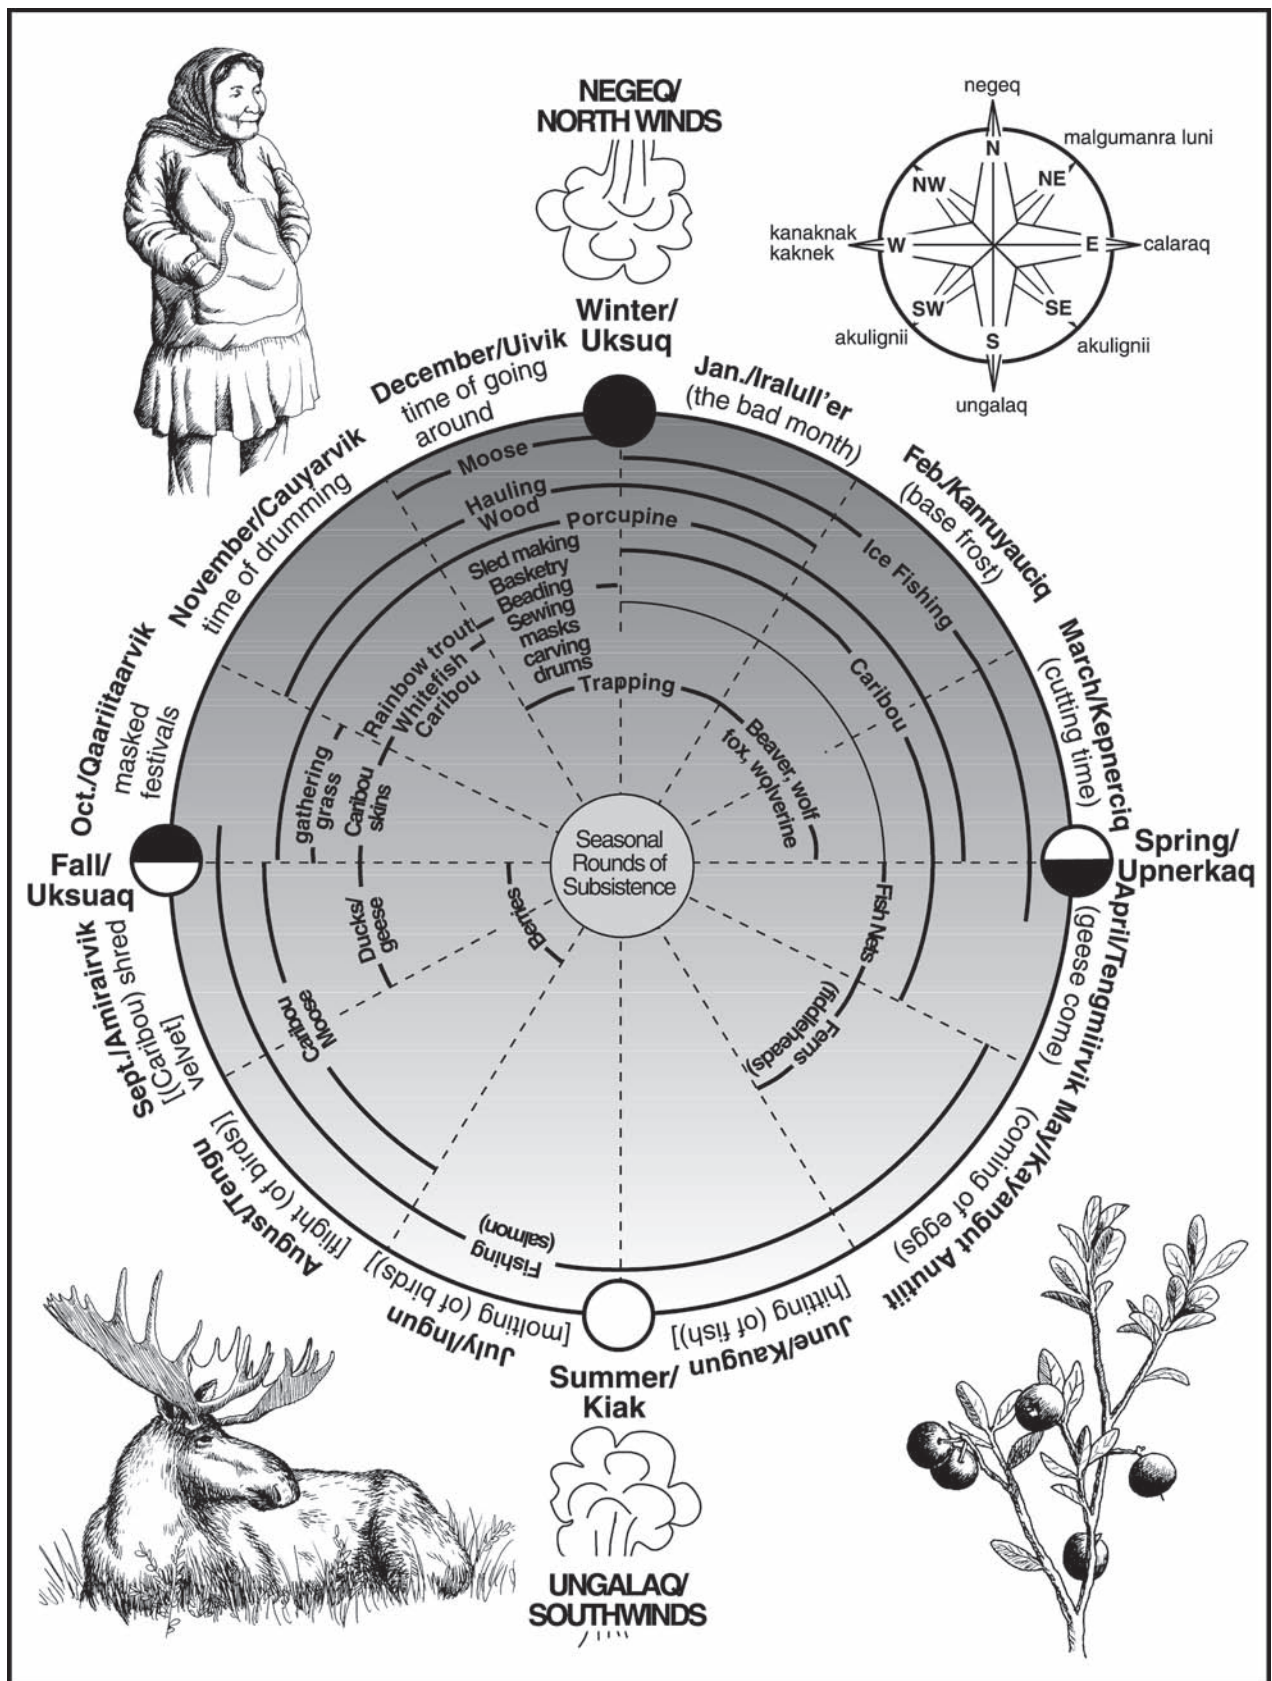 NEGEQ/
NORTH WINDS
negeq
malgumanra luni
N
NW
NE
kanaknak
kaknek
W
E
calaraq
SW
SE
akulignii
S
akulignii
ungalaq
Winter/
Uksuq
December/Uivik
time of going
around
Jan./Iralull'er
(the bad month)
Feb./Kanruyauciq
(base frost)
March/Kepnerciq
(cutting time)
Spring/
Upnerkaq
April/Tengmiirvik
(geese come)
May/Kayangut Anutiit
(coming of eggs)
June/Kaugun
[hitting (of fish)]
Summer/
Kiak
July/Ingun
[molting (of birds)]
August/Tengu
[flight (of birds)]
Sept./Amirairvik
[(Caribou) shred
velvet]
Fall/
Uksuaq
Oct./Qaariitaarvik
masked
festivals
November/Cauyarvik
time of drumming
Moose
Hauling
Wood
Porcupine
Sled making
Basketry
Beading
Sewing
masks
carving
drums
Trapping
Ice Fishing
Caribou
Beaver, wolf
fox, wolverine
Rainbow trout
Whitefish
Caribou
gathering
grass
Caribou
skins
Seasonal
Rounds of
Subsistence
Ducks/
geese
Berries
Fish Nets
Ferns
(fiddleheads)
Caribou
Moose
Fishing
(salmon)
UNGALAQ/
SOUTHWINDS